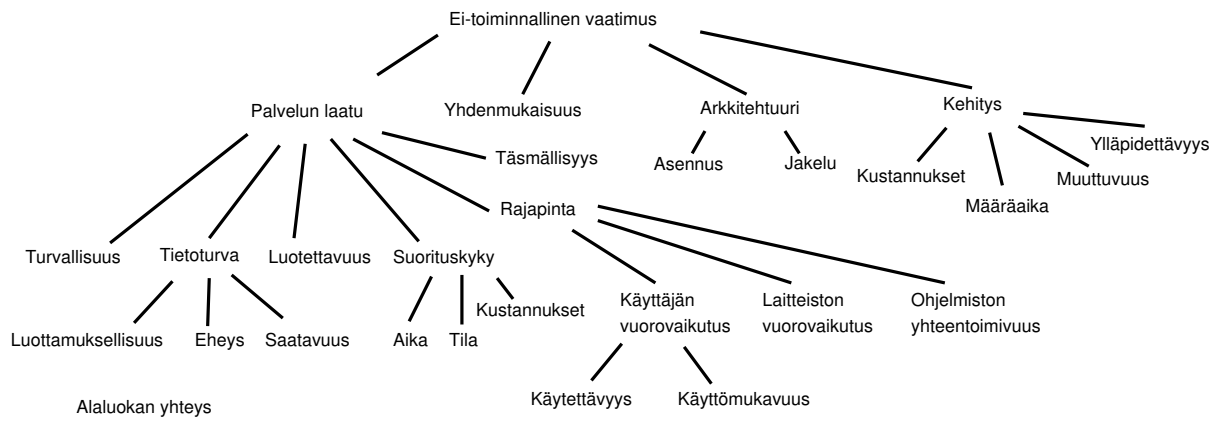 Ei-toiminnallinen vaatimus
Palvelun laatu
Yhdenmukaisuus
Arkkitehtuuri
Kehitys
Täsmällisyys
Asennus
Jakelu
Kustannukset
Määräaika
Muuttuvuus
Ylläpidettävyys
Rajapinta
Turvallisuus
Tietoturva
Luotettavuus
Suorituskyky
Luottamuksellisuus
Eheys
Saatavuus
Aika
Tila
Kustannukset
Käyttäjän
vuorovaikutus
Laitteiston
vuorovaikutus
Ohjelmiston
yhteentoimivuus
Käytettävyys
Käyttömukavuus
Alaluokan yhteys